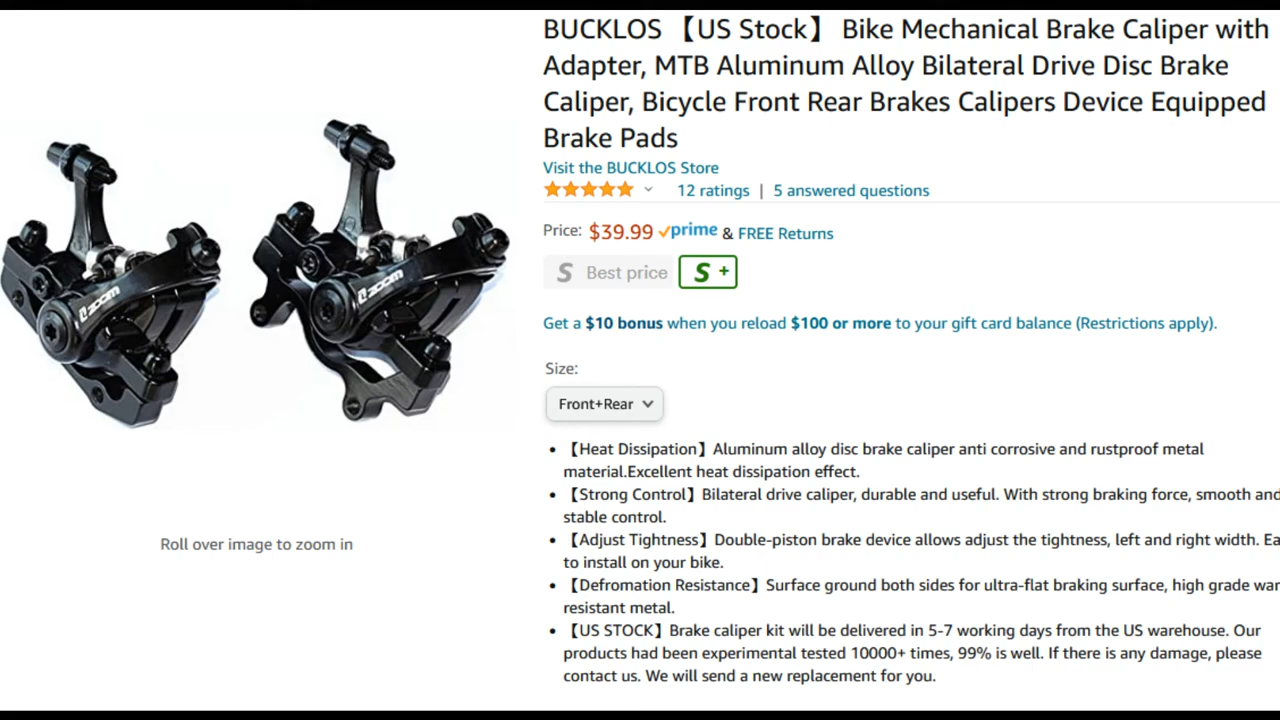 BUCKLOS 【US Stock】 Bike Mechanical Brake Caliper with
Adapter, MTB Aluminum Alloy Bilateral Drive Disc Brake
Caliper, Bicycle Front Rear Brakes Calipers Device Equipped
Brake Pads
Visit the BUCKLOS Store
12 ratings | 5 answered questions
Price: $39.99 prime & FREE Returns
S Best price S +
Get a $10 bonus when you reload $100 or more to your gift card balance (Restrictions apply).
Size:
Front+Rear
• 【Heat Dissipation】Aluminum alloy disc brake caliper anti corrosive and rustproof metal
material.Excellent heat dissipation effect.
• 【Strong Control】Bilateral drive caliper, durable and useful. With strong braking force, smooth and
stable control.
• 【Adjust Tightness】Double-piston brake device allows adjust the tightness, left and right width. Ea
to install on your bike.
• 【Defromation Resistance】Surface ground both sides for ultra-flat braking surface, high grade war
resistant metal.
• 【US STOCK】Brake caliper kit will be delivered in 5-7 working days from the US warehouse. Our
products had been experimental tested 10000+ times, 99% is well. If there is any damage, please
contact us. We will send a new replacement for you.
zoom
zoom
Roll over image to zoom in